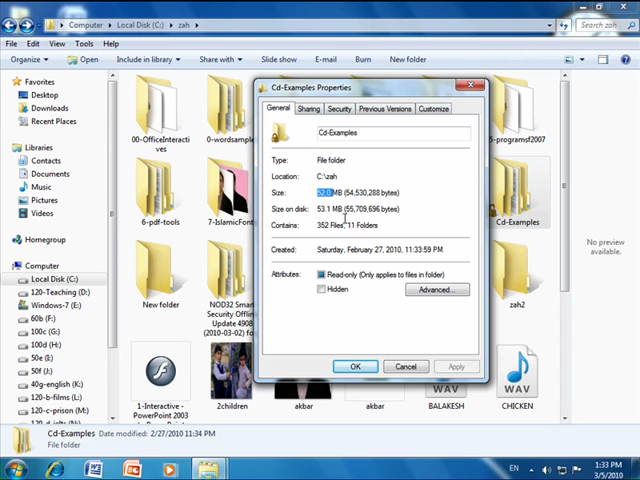 Computer ▸ Local Disk (C:) ▸ zah ▸
Search zah
File Edit View Tools Help
Organize Open Include in library Share with Slide show E-mail Burn New folder
Favorites
Desktop
Downloads
Recent Places
Libraries
Contacts
Documents
Music
Pictures
Homegroup
Computer
Local Disk (C:)
120-Teaching (D:)
Windows-7 (E:)
60b (F:)
100c (G:)
100d (H:)
50e (I:)
50f (J:)
40g-english (K:)
120-b-films (L:)
112-c-prison (M:)
00-OfficeInteractives
0-wordsample
5-programsf2007
6-pdf-tools
7-IslamicFont
Cd-Examples
New folder
NOD32 Smart
Security Offlin
Update 4908
(2010-03-02) f
zah2
1-Interactive -
PowerPoint 2003
2children
akbar
akbar
WAV
BALAKESH
WAV
CHICKEN
No preview
available.
Cd-Examples Properties
General Sharing Security Previous Versions Customize
Cd-Examples
Type: File folder
Location: C:\zah
Size: 52.0 MB (54,530,288 bytes)
Size on disk: 53.1 MB (55,709,696 bytes)
Contains: 352 Files, 11 Folders
Created: Saturday, February 27, 2010, 11:33:59 PM
Attributes: Read-only (Only applies to files in folder)
Hidden
Advanced...
OK Cancel Apply
Cd-Examples Date modified: 2/27/2010 11:34 PM
File folder
EN
1:33 PM
3/5/2010